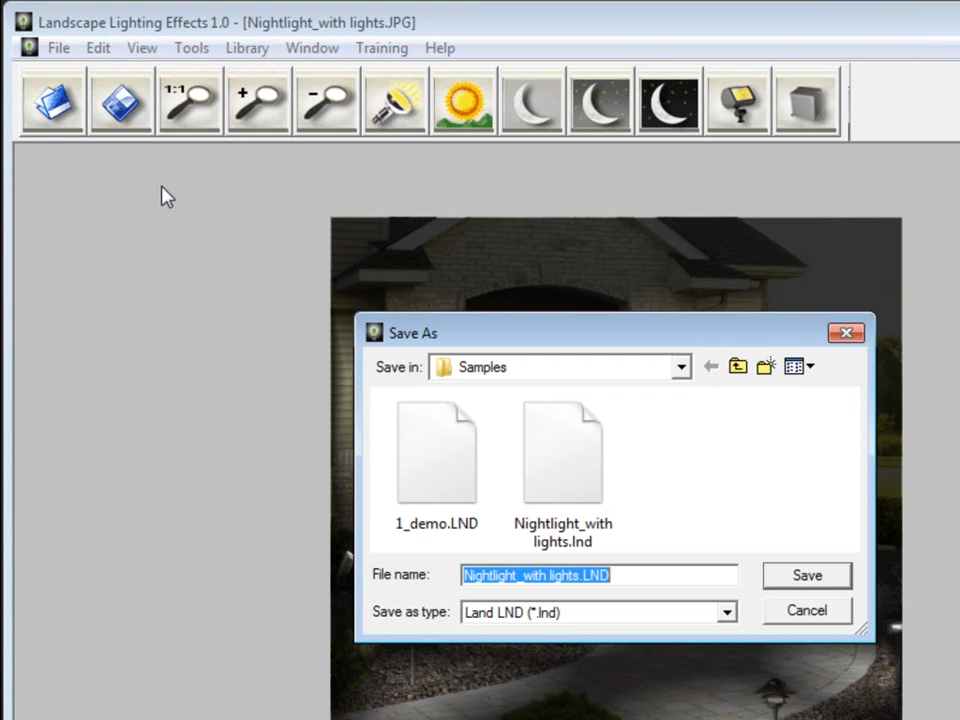 Landscape Lighting Effects 1.0 - [Nightlight_with lights.JPG]
File Edit View Tools Library Window Training Help
1:1 + -
Save As
Save in: Samples
1_demo.LND
Nightlight_with
lights.lnd
File name: Nightlight_with lights.LND
Save
Save as type: Land LND (*.lnd)
Cancel